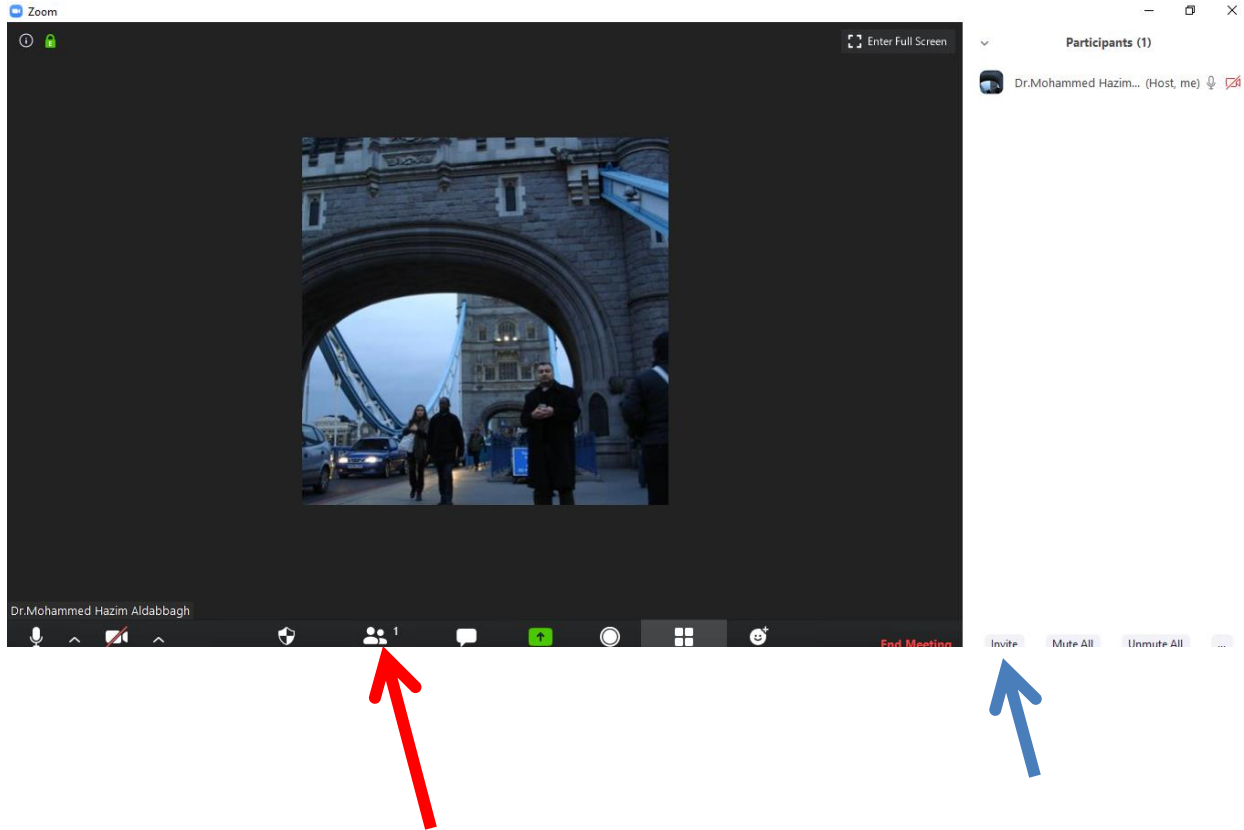 Zoom
Enter Full Screen
Participants (1)
Dr.Mohammed Hazim... (Host, me)
Dr.Mohammed Hazim Aldabbagh
1
End Meeting
Invite
Mute All
Unmute All
...